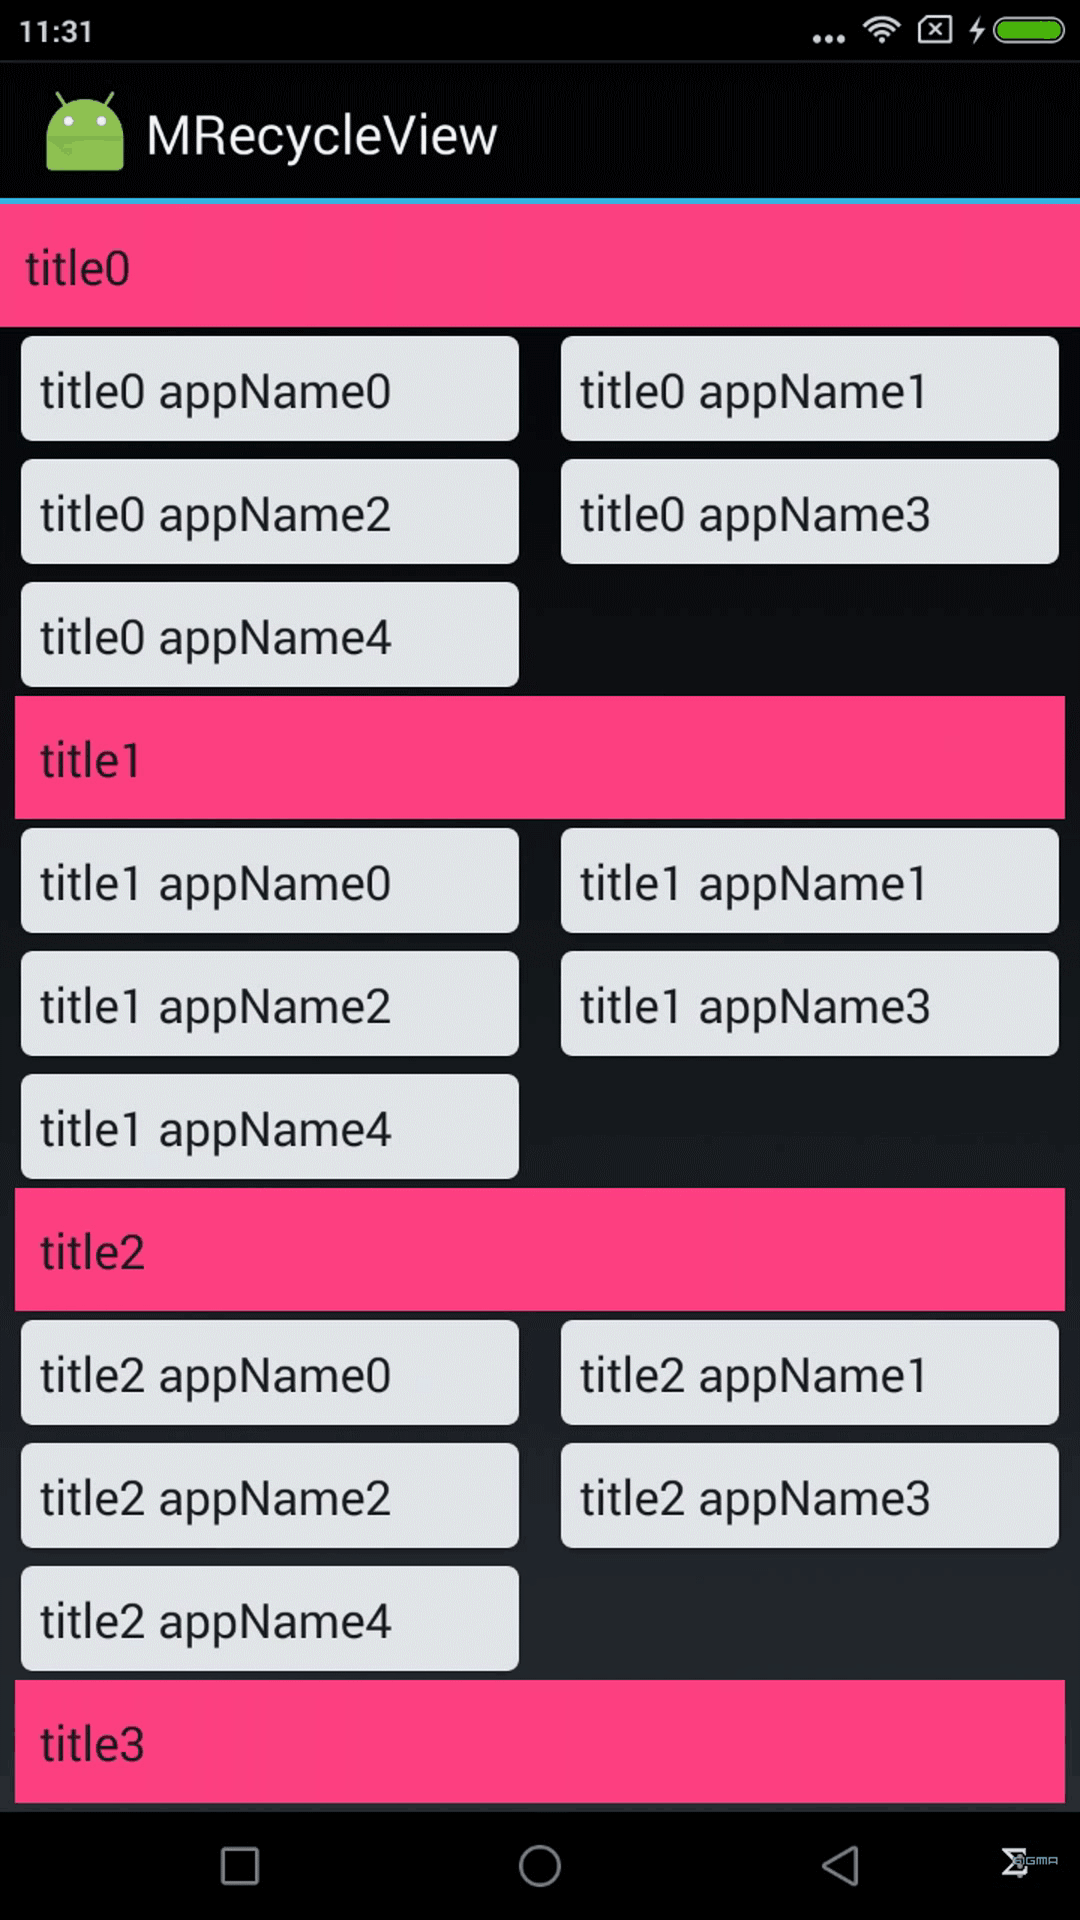 11:31
MRecycleView
title0
title0 appName0
title0 appName1
title0 appName2
title0 appName3
title0 appName4
title1
title1 appName0
title1 appName1
title1 appName2
title1 appName3
title1 appName4
title2
title2 appName0
title2 appName1
title2 appName2
title2 appName3
title2 appName4
title3